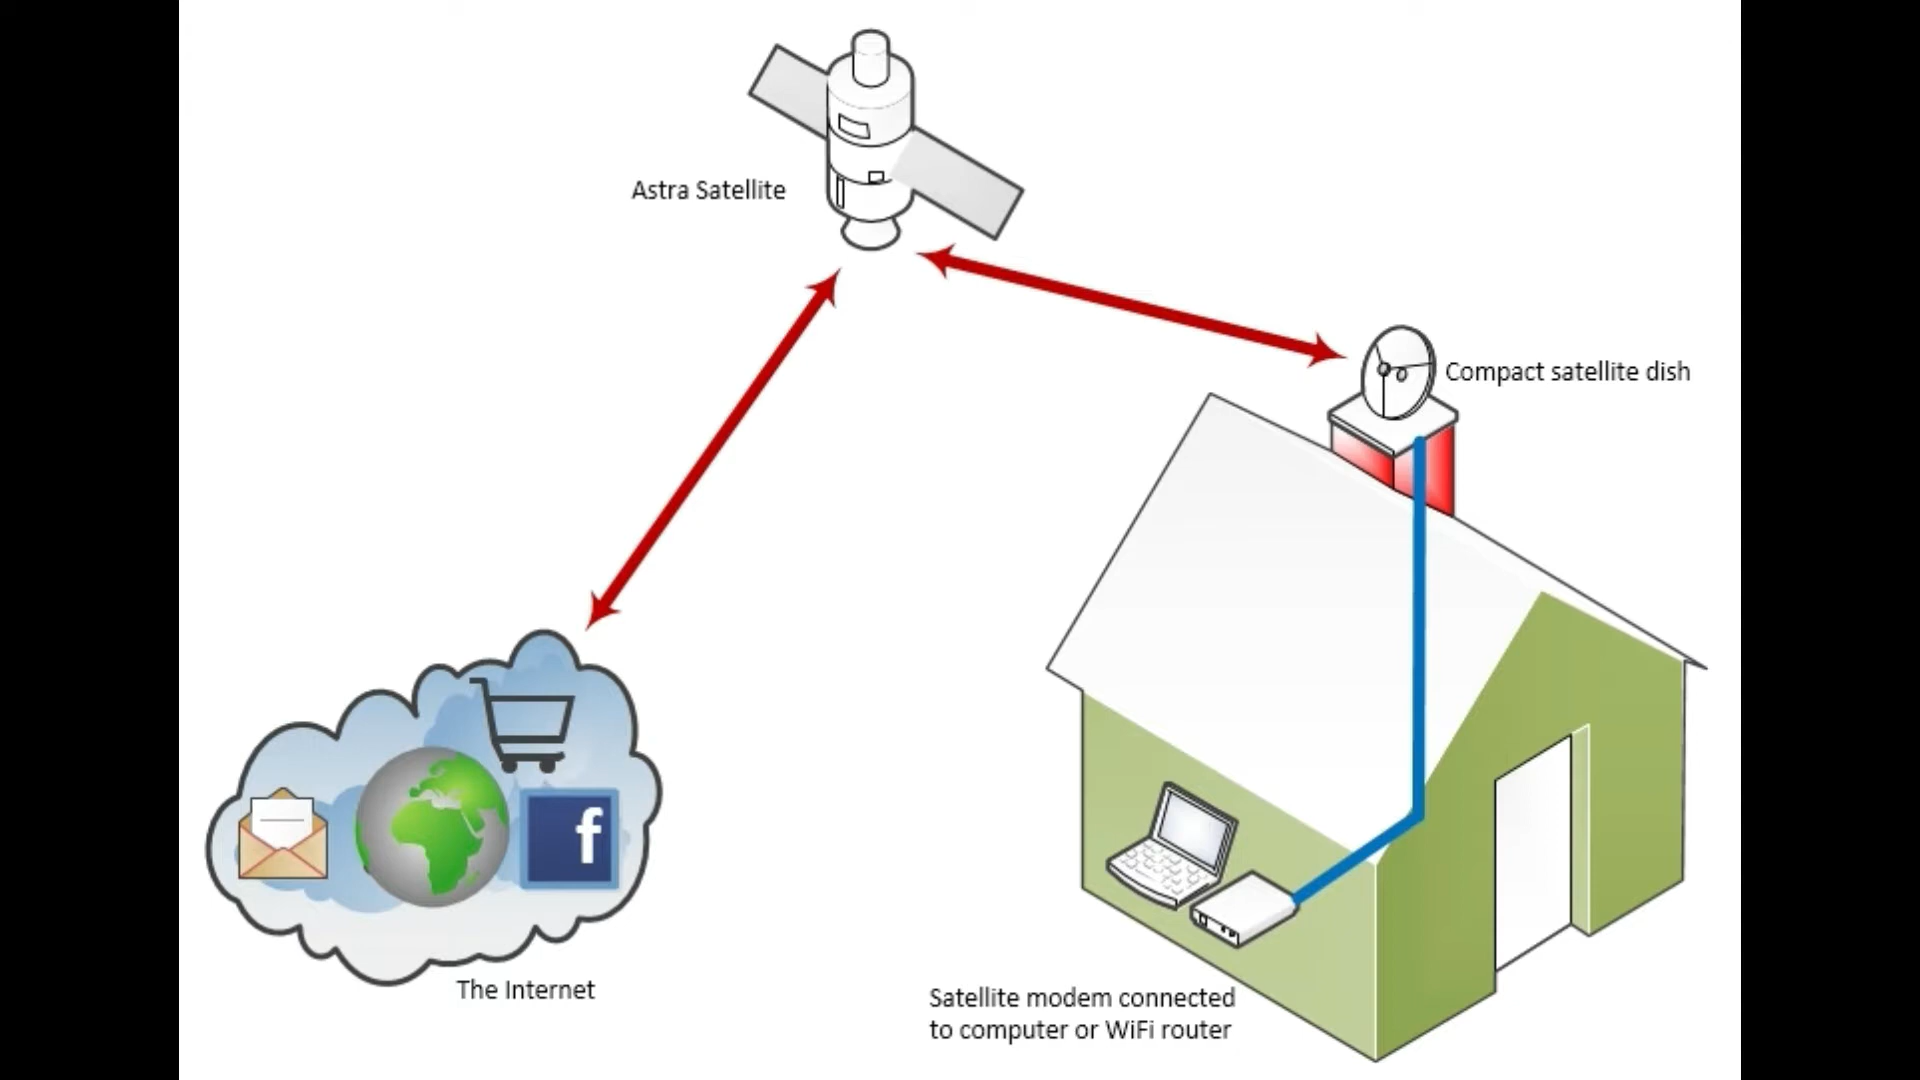 Astra Satellite
Compact satellite dish
f
The Internet
Satellite modem connected
to computer or WiFi router